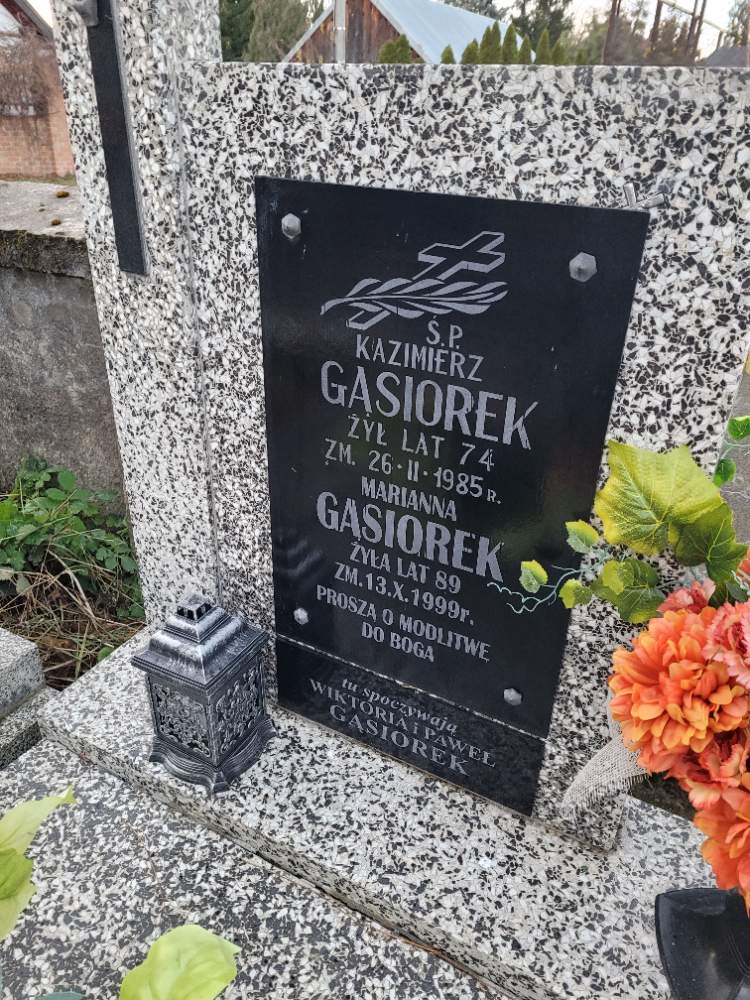 Ś.P.
KAZIMIERZ
GĄSIOREK
ŻYŁ LAT 74
ZM. 26·II·1985R.
MARIANNA
GĄSIOREK
ŻYŁA LAT 89
ZM. 13.X.1999r.
PROSZĄ O MODLITWĘ
DO BOGA
tu spoczywają
WIKTORIA i PAWEŁ
GĄSIOREK